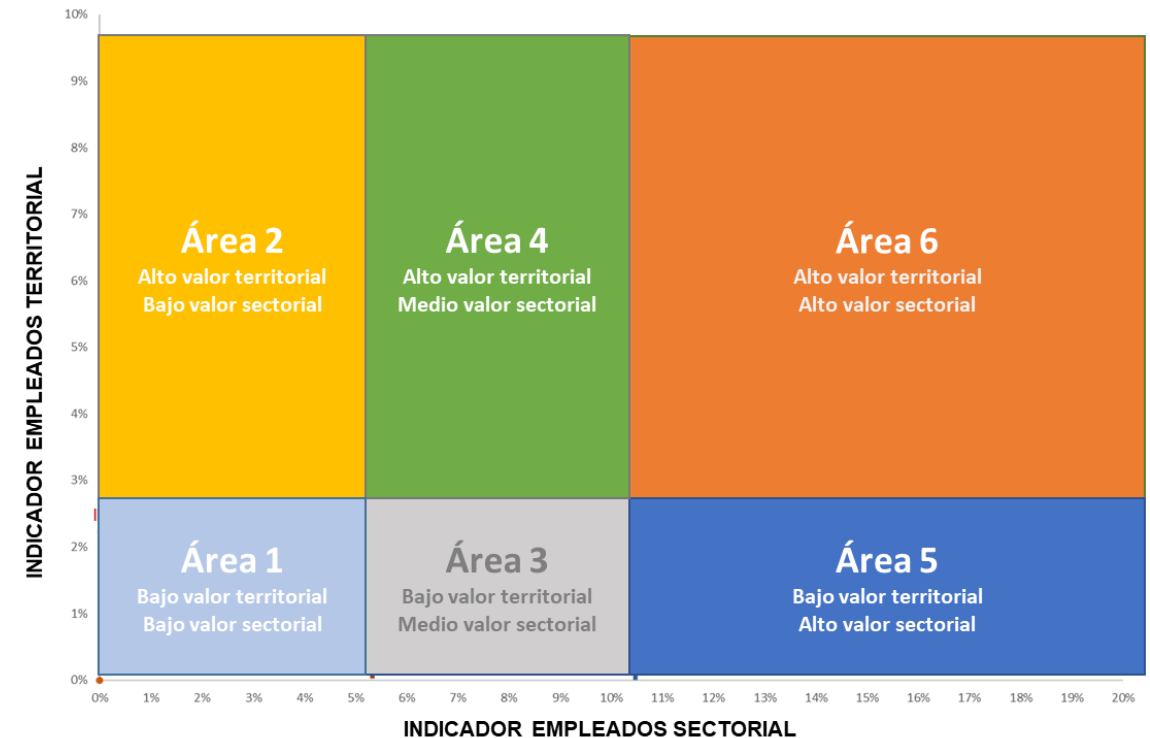 10%
9%
8%
7%
6%
5%
4%
3%
2%
1%
0%
INDICADOR EMPLEADOS TERRITORIAL
Área 2
Alto valor territorial
Bajo valor sectorial
Área 4
Alto valor territorial
Medio valor sectorial
Área 6
Alto valor territorial
Alto valor sectorial
Área 1
Bajo valor territorial
Bajo valor sectorial
Área 3
Bajo valor territorial
Medio valor sectorial
Área 5
Bajo valor territorial
Alto valor sectorial
0% 1% 2% 3% 4% 5% 6% 7% 8% 9% 10% 11% 12% 13% 14% 15% 16% 17% 18% 19% 20%
INDICADOR EMPLEADOS SECTORIAL